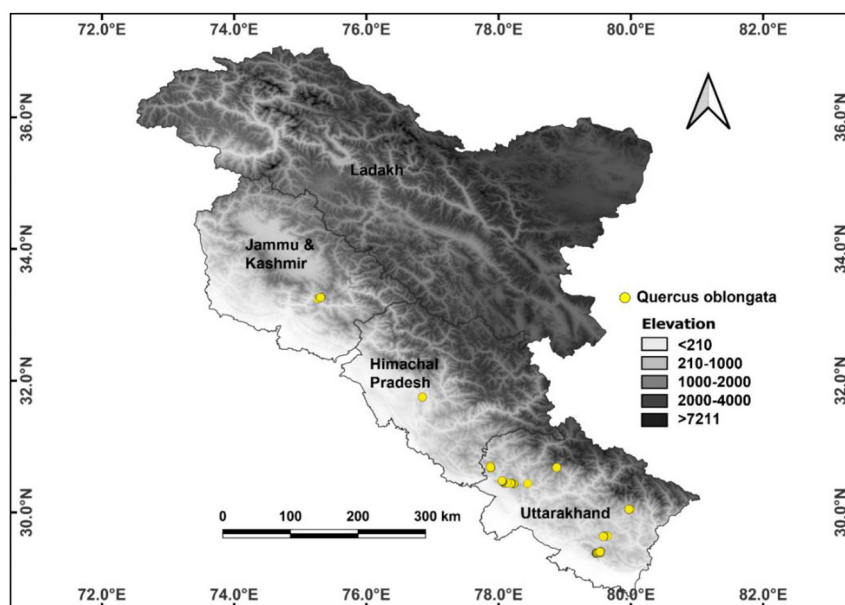 72.0°E 74.0°E 76.0°E 78.0°E 80.0°E 82.0°E
36.0°N
36.0°N
Ladakh
34.0°N
Jammu &
Kashmir
34.0°N
Quercus oblongata
Elevation
<210
210-1000
1000-2000
2000-4000
>7211
32.0°N
Himachal
Pradesh
32.0°N
30.0°N
Uttarakhand
30.0°N
0 100 200 300 km
72.0°E 74.0°E 76.0°E 78.0°E 80.0°E 82.0°E